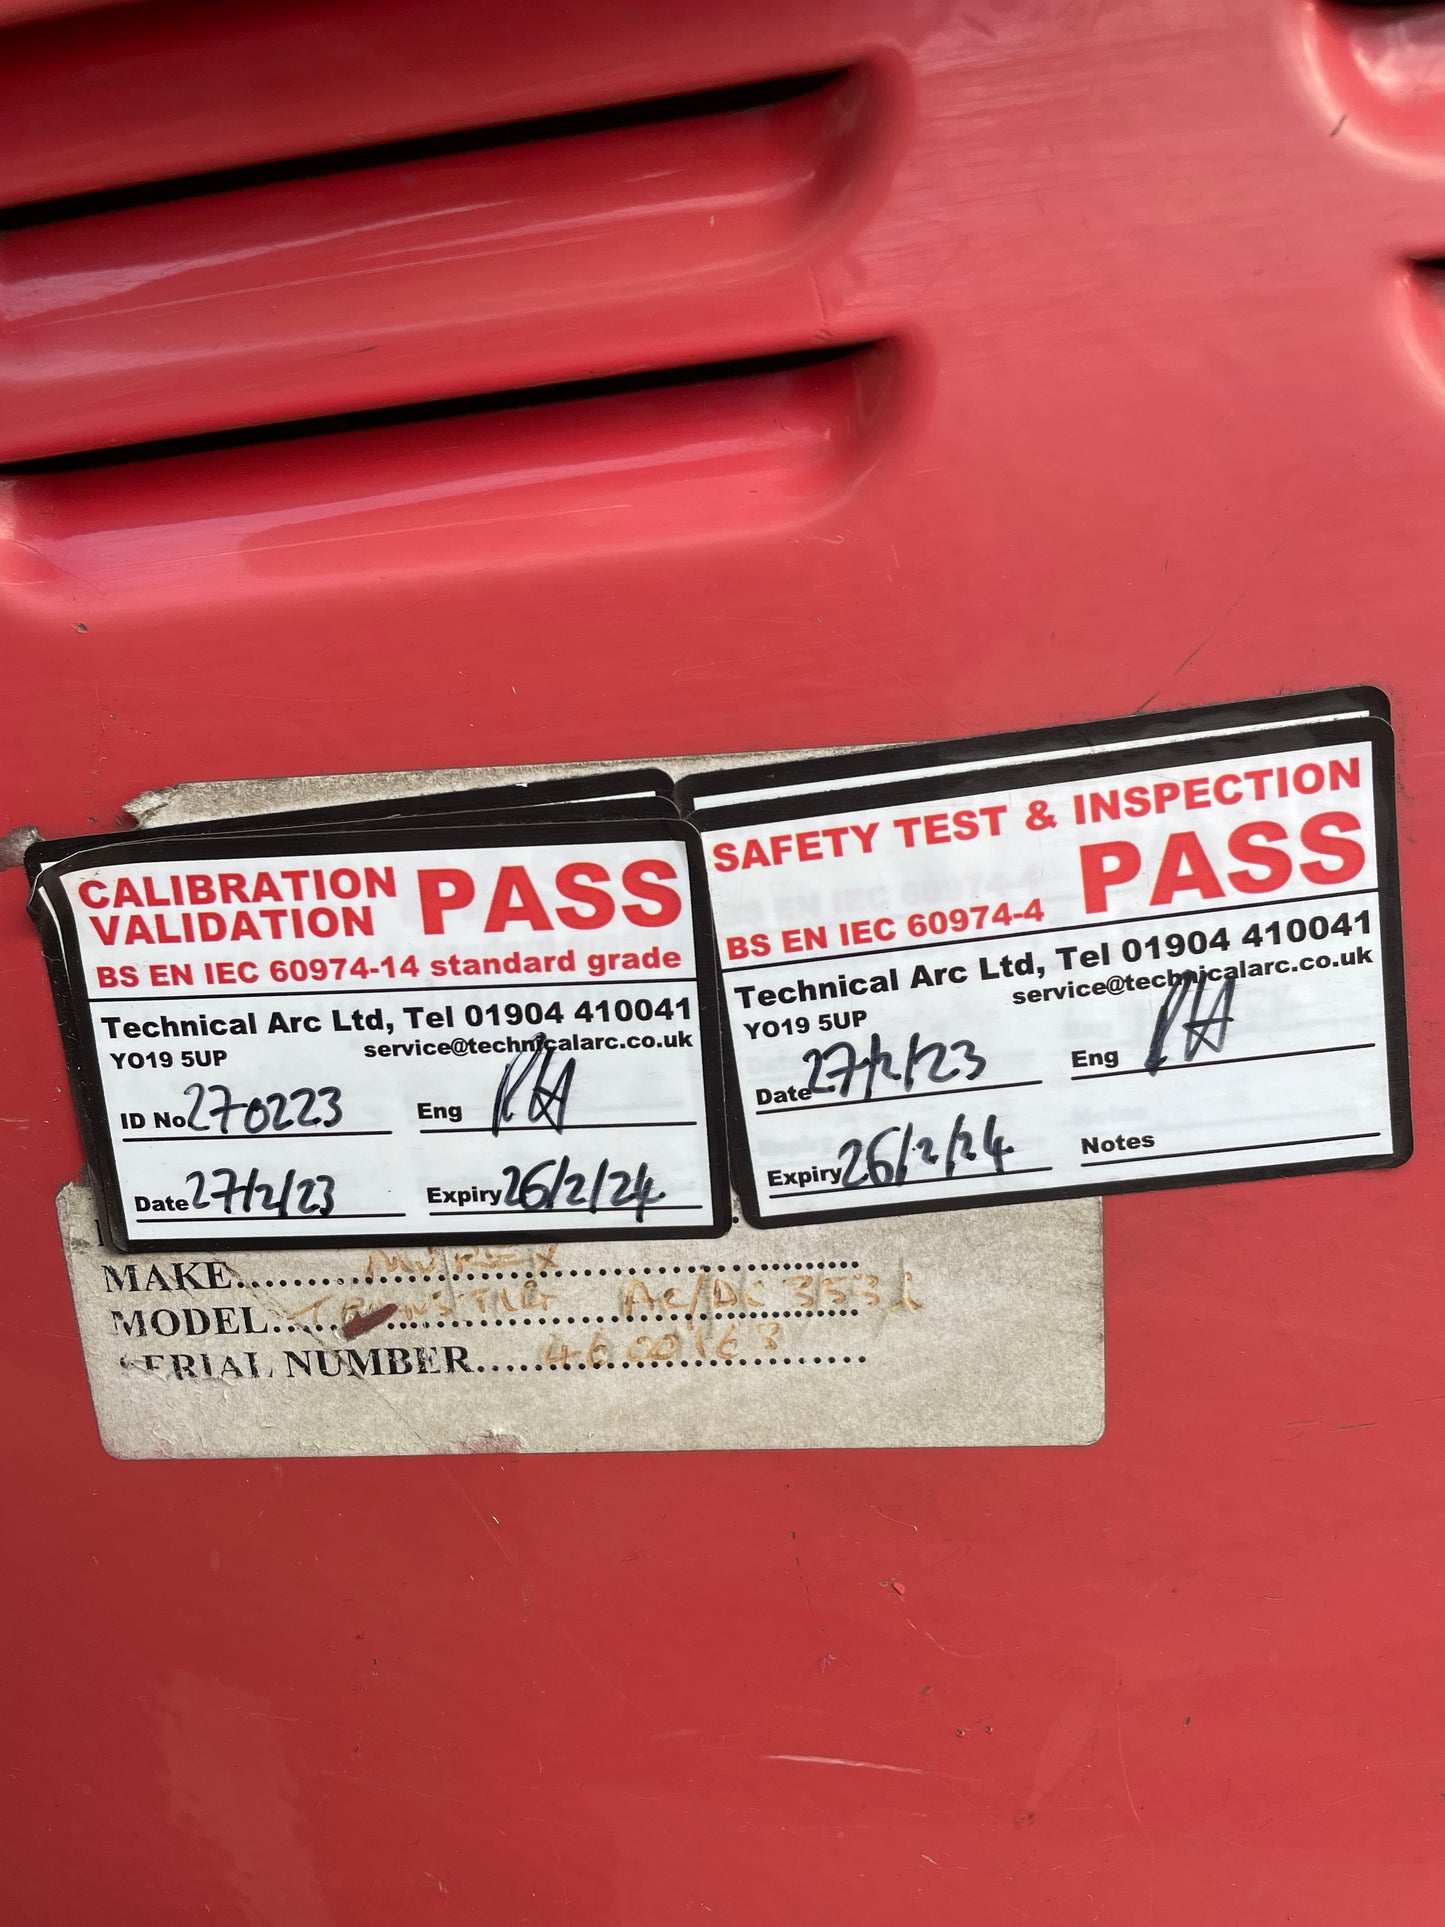 CALIBRATION
VALIDATION PASS
BS EN IEC 60974-14 standard grade
Technical Arc Ltd, Tel 01904 410041
YO19 5UP service@technicalarc.co.uk
ID No 270223 Eng
Date 27/2/23 Expiry 26/2/24
SAFETY TEST & INSPECTION
PASS
BS EN IEC 60974-4
Technical Arc Ltd, Tel 01904 410041
service@technicalarc.co.uk
YO19 5UP
Date 27/2/23 Eng
Expiry 26/2/24 Notes
MAKE MUREX
MODEL TRANSTIG AC/DC 353i
SERIAL NUMBER